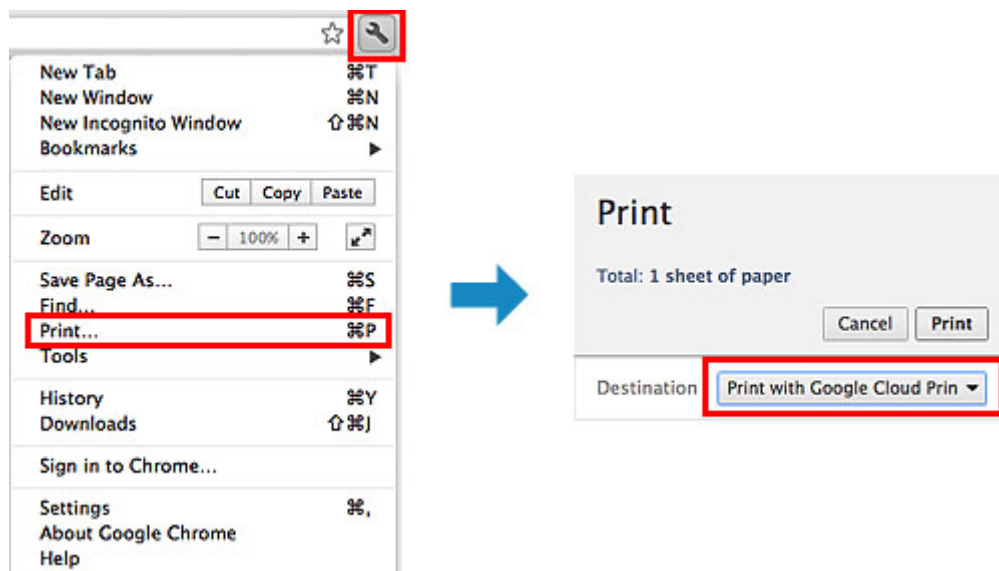 New Tab ⌘T
New Window ⌘N
New Incognito Window ⇧⌘N
Bookmarks ▶
Edit Cut Copy Paste
Zoom − 100% +
Save Page As... ⌘S
Find... ⌘F
Print... ⌘P
Tools ▶
History ⌘Y
Downloads ⇧⌘J
Sign in to Chrome...
Settings ⌘,
About Google Chrome
Help
Print
Total: 1 sheet of paper
Cancel Print
Destination Print with Google Cloud Prin